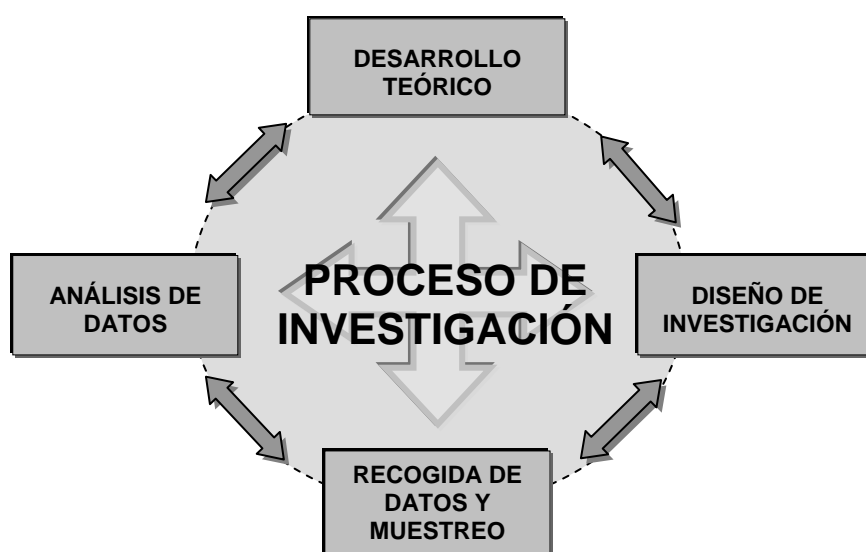 DESARROLLO
TEÓRICO
ANÁLISIS DE
DATOS
PROCESO DE
INVESTIGACIÓN
DISEÑO DE
INVESTIGACIÓN
RECOGIDA DE
DATOS Y
MUESTREO